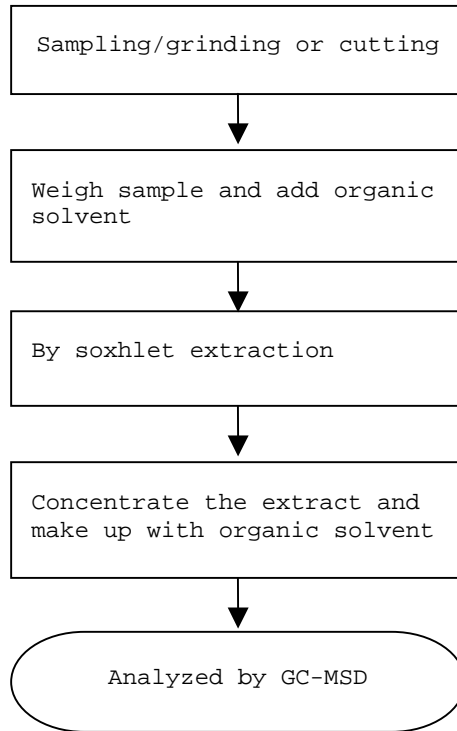 Sampling/grinding or cutting
Weigh sample and add organic
solvent
By soxhlet extraction
Concentrate the extract and
make up with organic solvent
Analyzed by GC-MSD